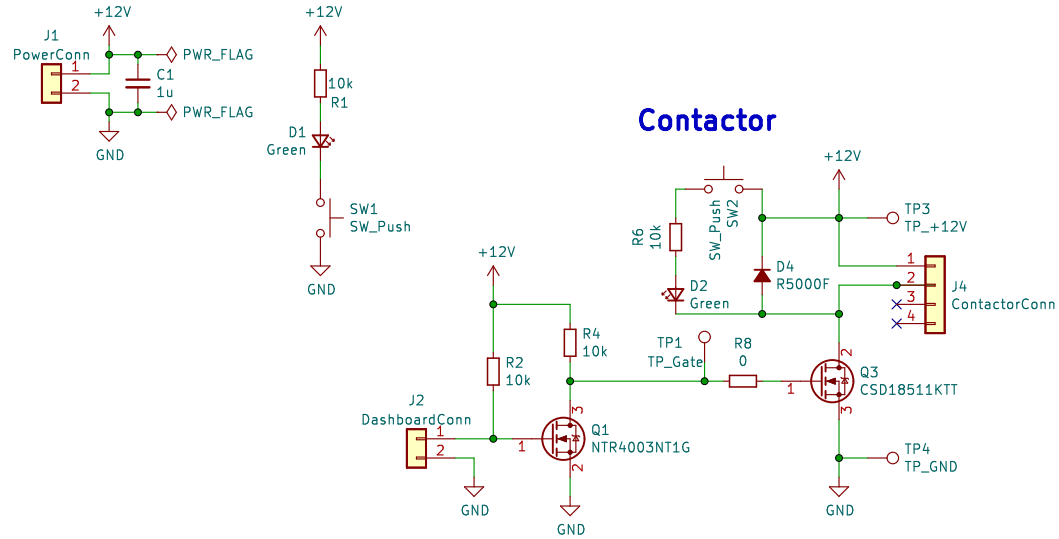 +12V
J1
PowerConn
1
2
PWR_FLAG
C1
1u
PWR_FLAG
GND
+12V
10k
R1
D1
Green
SW1
SW_Push
GND
Contactor
+12V
SW_Push
SW2
R6
10k
D2
Green
D4
R5000F
TP3
TP_+12V
1
2
3
4
J4
ContactorConn
+12V
R2
10k
R4
10k
TP1
TP_Gate
R8
0
1
2
3
Q3
CSD18511KTT
J2
DashboardConn
1
2
GND
1
3
2
Q1
NTR4003NT1G
GND
TP4
TP_GND
GND